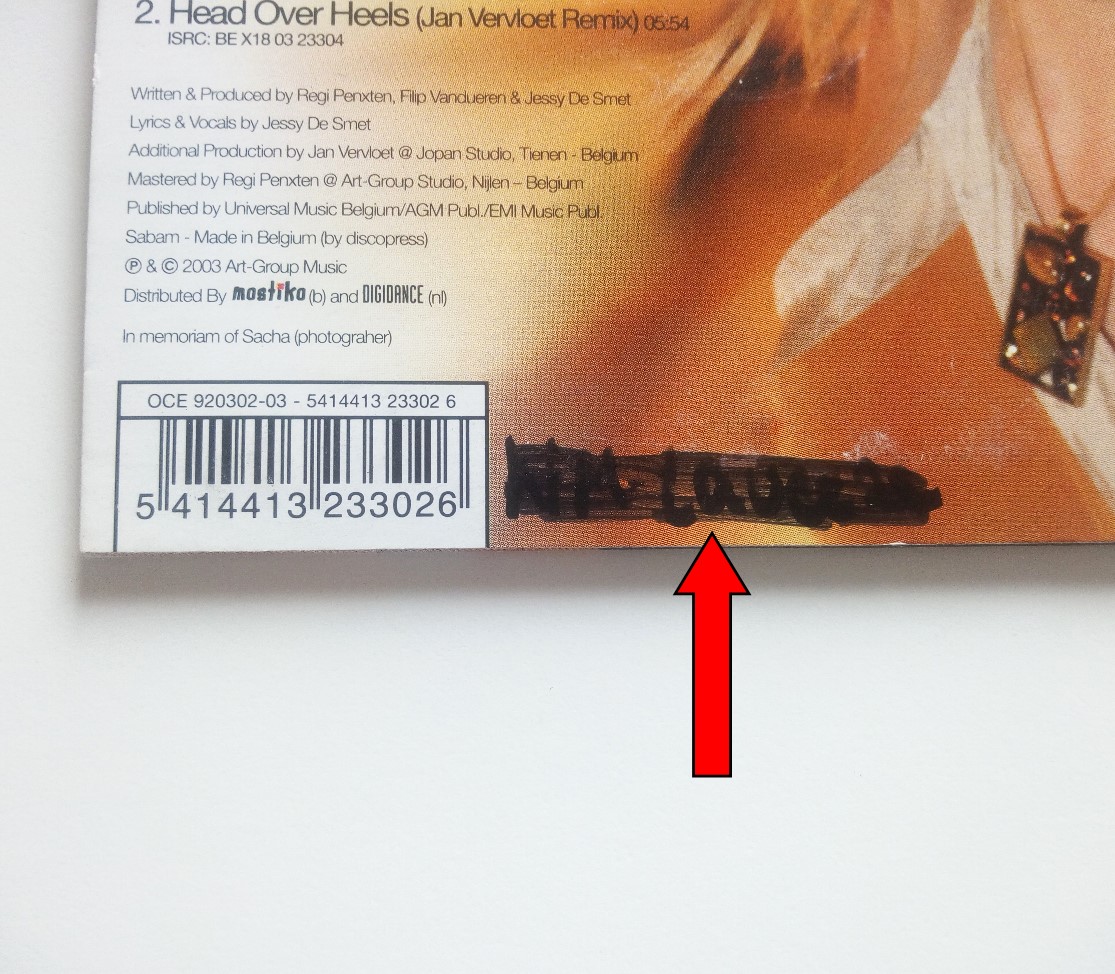 2. Head Over Heels (Jan Vervloet Remix) 05:54
ISRC: BE X18 03 23304
Written & Produced by Regi Penxten, Filip Vandueren & Jessy De Smet
Lyrics & Vocals by Jessy De Smet
Additional Production by Jan Vervloet @ Jopan Studio, Tienen - Belgium
Mastered by Regi Penxten @ Art-Group Studio, Nijlen – Belgium
Published by Universal Music Belgium/AGM Publ./EMI Music Publ.
Sabam - Made in Belgium (by discopress)
℗ & © 2003 Art-Group Music
Distributed By mostiko (b) and DIGIDANCE (nl)
In memoriam of Sacha (photograher)
OCE 920302-03 - 5414413 23302 6
5 414413 233026